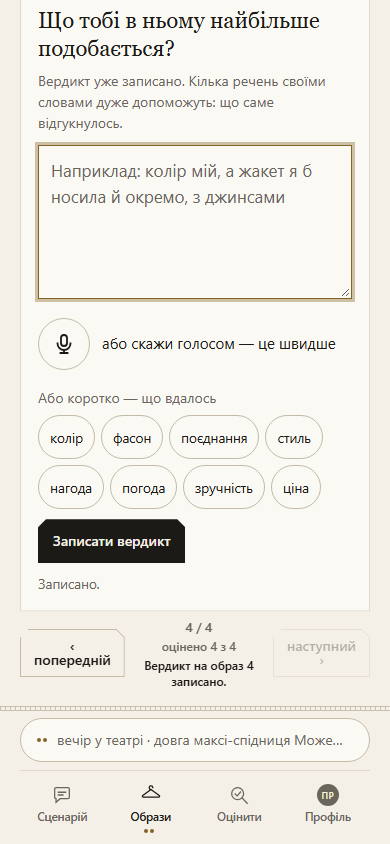 Що тобі в ньому найбільше
подобається?
Вердикт уже записано. Кілька речень своїми
словами дуже допоможуть: що саме
відгукнулось.
Наприклад: колір мій, а жакет я б
носила й окремо, з джинсами
або скажи голосом — це швидше
Або коротко — що вдалось
колір фасон поєднання стиль
нагода погода зручність ціна
Записати вердикт
Записано.
4 / 4
оцінено 4 з 4
Вердикт на образ 4
записано.
‹
попередній
наступний
›
вечір у театрі · довга максі-спідниця Може...
Сценарій Образи Оцінити Профіль
ПР